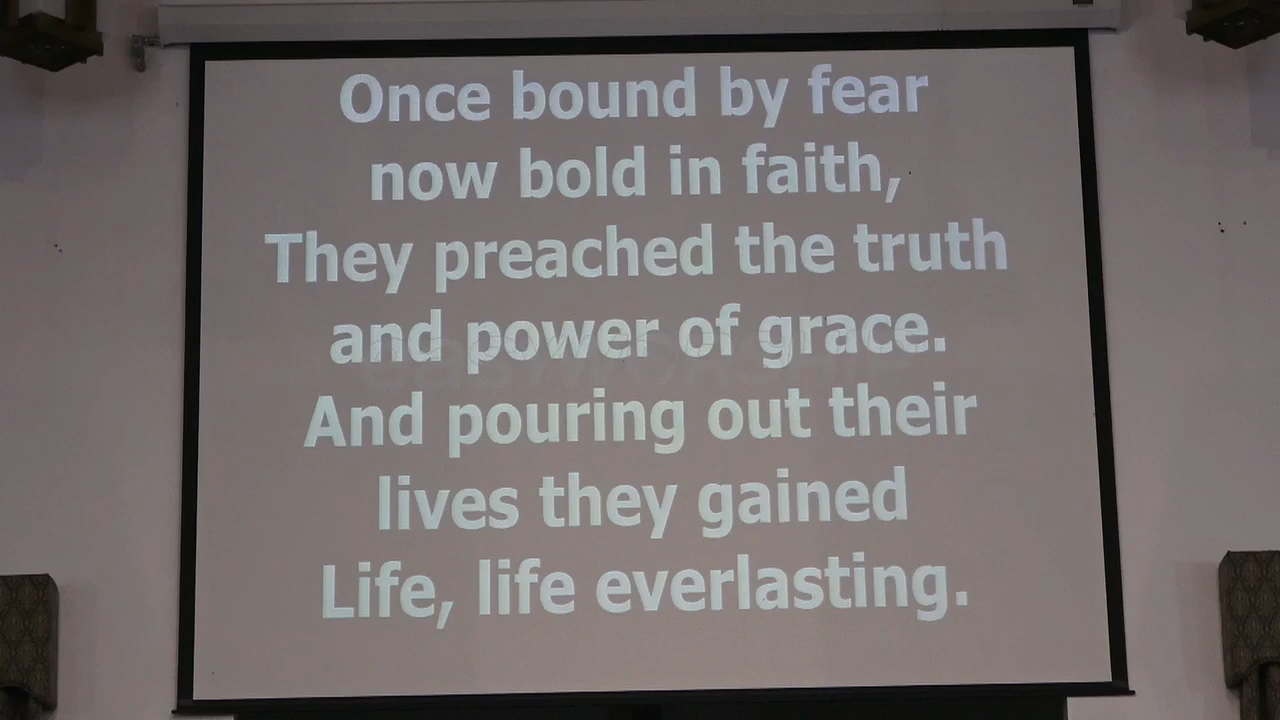 Once bound by fear
now bold in faith,
They preached the truth
and power of grace.
And pouring out their
lives they gained
Life, life everlasting.
easyworship